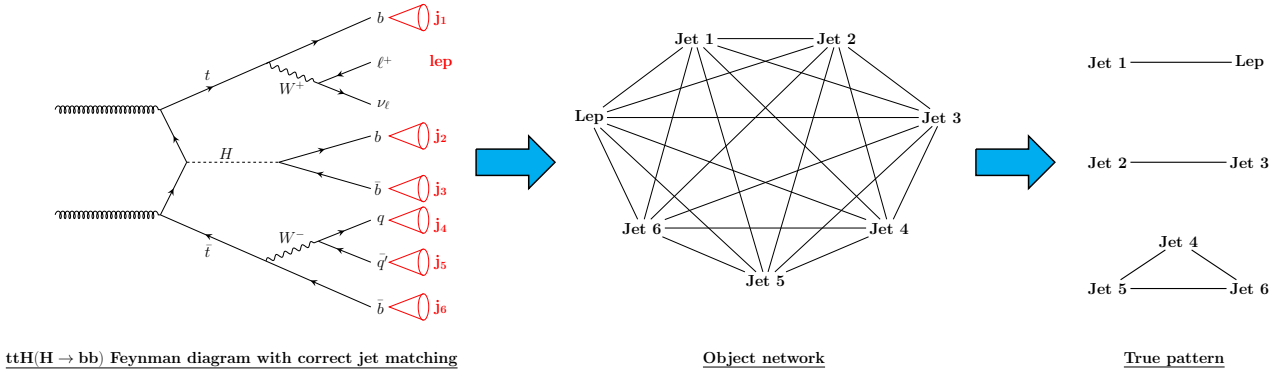 b
j₁
ℓ⁺
lep
t
W⁺
ν_ℓ
b
j₂
H
b̄
j₃
q
j₄
W⁻
t̄
q̄′
j₅
b̄
j₆
ttH(H → bb) Feynman diagram with correct jet matching
Jet 1
Jet 2
Lep
Jet 3
Jet 6
Jet 4
Jet 5
Object network
Jet 1
Lep
Jet 2
Jet 3
Jet 4
Jet 5
Jet 6
True pattern